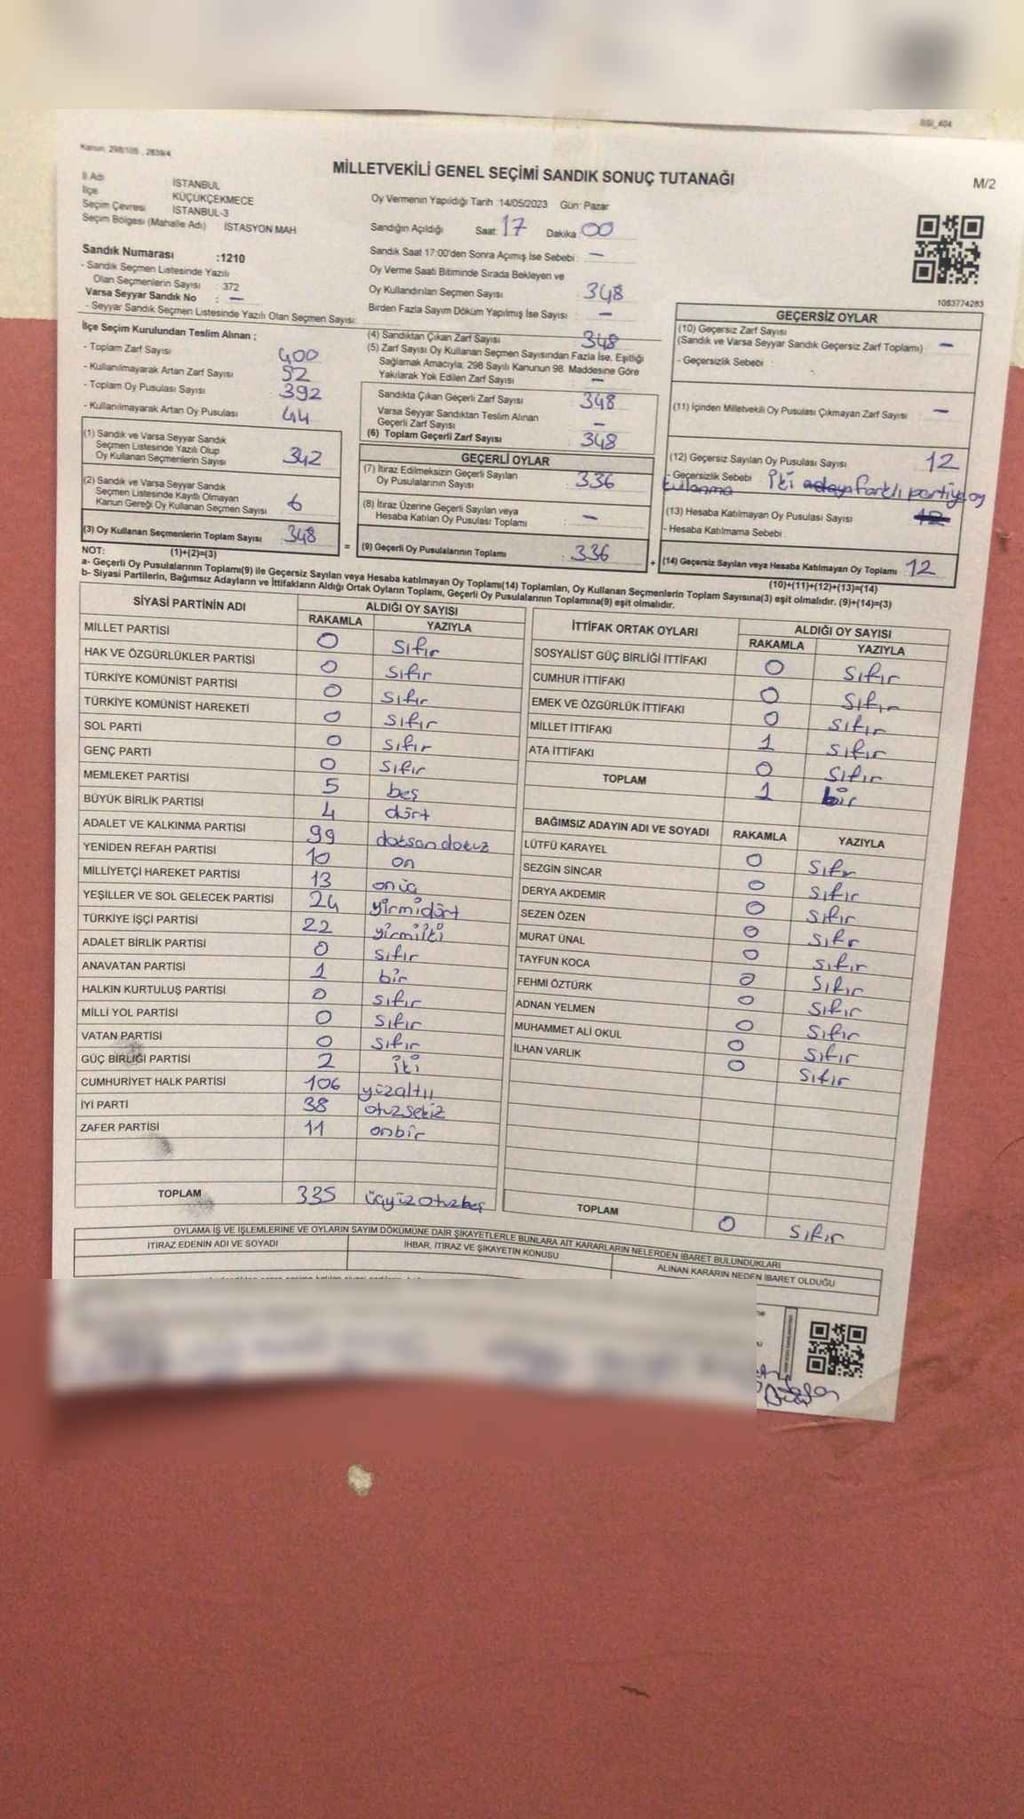 SSI_404
Kanun: 298/105 , 2839/4
MİLLETVEKİLİ GENEL SEÇİMİ SANDIK SONUÇ TUTANAĞI
M/2
İl Adı İSTANBUL
İlçe KÜÇÜKÇEKMECE
Seçim Çevresi İSTANBUL-3
Seçim Bölgesi (Mahalle Adı) İSTASYON MAH
Sandık Numarası :1210
- Sandık Seçmen Listesinde Yazılı
Olan Seçmenlerin Sayısı : 372
Varsa Seyyar Sandık No : —
- Seyyar Sandık Seçmen Listesinde Yazılı Olan Seçmen Sayısı:
Oy Vermenin Yapıldığı Tarih :14/05/2023 Gün: Pazar
Sandığın Açıldığı Saat: 17 Dakika: 00
Sandık Saat 17:00'den Sonra Açımış İse Sebebi : —
Oy Verme Saati Bitiminde Sırada Bekleyen ve
Oy Kullandırılan Seçmen Sayısı 348
Birden Fazla Sayım Döküm Yapılmış İse Sayısı : —
1063774283
İlçe Seçim Kurulundan Teslim Alınan ;
- Toplam Zarf Sayısı 400
- Kullanılmayarak Artan Zarf Sayısı 52
- Toplam Oy Pusulası Sayısı 392
- Kullanılmayarak Artan Oy Pusulası 44
(1) Sandık ve Varsa Seyyar Sandık
Seçmen Listesinde Yazılı Olup
Oy Kullanan Seçmenlerin Sayısı 342
(2) Sandık ve Varsa Seyyar Sandık
Seçmen Listesinde Kayıtlı Olmayan
Kanun Gereği Oy Kullanan Seçmen Sayısı 6
(3) Oy Kullanan Seçmenlerin Toplam Sayısı 348
(4) Sandıktan Çıkan Zarf Sayısı 348
(5) Zarf Sayısı Oy Kullanan Seçmen Sayısından Fazla İse, Eşitliği
Sağlamak Amacıyla, 298 Sayılı Kanunun 98. Maddesine Göre
Yakılarak Yok Edilen Zarf Sayısı —
Sandıkta Çıkan Geçerli Zarf Sayısı 348
Varsa Seyyar Sandıktan Teslim Alınan
Geçerli Zarf Sayısı —
(6) Toplam Geçerli Zarf Sayısı 348
GEÇERLİ OYLAR
(7) İtiraz Edilmeksizin Geçerli Sayılan
Oy Pusulalarının Sayısı : 336
(8) İtiraz Üzerine Geçerli Sayılan veya
Hesaba Katılan Oy Pusulası Toplamı : —
= (9) Geçerli Oy Pusulalarının Toplamı : 336
GEÇERSİZ OYLAR
(10) Geçersiz Zarf Sayısı
(Sandık ve Varsa Seyyar Sandık Geçersiz Zarf Toplamı) —
- Geçersizlik Sebebi :
(11) İçinden Milletvekili Oy Pusulası Çıkmayan Zarf Sayısı —
(12) Geçersiz Sayılan Oy Pusulası Sayısı 12
- Geçersizlik Sebebi : İki adaya farklı partiye oy
kulanma
(13) Hesaba Katılmayan Oy Pusulası Sayısı 12
- Hesaba Katılmama Sebebi :
+ (14) Geçersiz Sayılan veya Hesaba Katılmayan Oy Toplamı 12
NOT: (1)+(2)=(3)
(10)+(11)+(12)+(13)=(14)
a- Geçerli Oy Pusulalarının Toplamı(9) ile Geçersiz Sayılan veya Hesaba katılmayan Oy Toplamı(14) Toplamları, Oy Kullanan Seçmenlerin Toplam Sayısına(3) eşit olmalıdır. (9)+(14)=(3)
b- Siyasi Partilerin, Bağımsız Adayların ve İttifakların Aldığı Ortak Oyların Toplamı, Geçerli Oy Pusulalarının Toplamına(9) eşit olmalıdır.
SİYASİ PARTİNİN ADI ALDIĞI OY SAYISI
RAKAMLA YAZIYLA
MİLLET PARTİSİ 0 sıfır
HAK VE ÖZGÜRLÜKLER PARTİSİ 0 sıfır
TÜRKİYE KOMÜNİST PARTİSİ 0 sıfır
TÜRKİYE KOMÜNİST HAREKETİ 0 sıfır
SOL PARTİ 0 sıfır
GENÇ PARTİ 0 sıfır
MEMLEKET PARTİSİ 5 beş
BÜYÜK BİRLİK PARTİSİ 4 dört
ADALET VE KALKINMA PARTİSİ 99 doksandokuz
YENİDEN REFAH PARTİSİ 10 on
MİLLİYETÇİ HAREKET PARTİSİ 13 onüç
YEŞİLLER VE SOL GELECEK PARTİSİ 24 yirmidört
TÜRKİYE İŞÇİ PARTİSİ 22 yirmiiki
ADALET BİRLİK PARTİSİ 0 sıfır
ANAVATAN PARTİSİ 1 bir
HALKIN KURTULUŞ PARTİSİ 0 sıfır
MİLLİ YOL PARTİSİ 0 sıfır
VATAN PARTİSİ 0 sıfır
GÜÇ BİRLİĞİ PARTİSİ 2 iki
CUMHURİYET HALK PARTİSİ 106 yüzaltı
İYİ PARTİ 38 otuzsekiz
ZAFER PARTİSİ 11 onbir
TOPLAM 335 üçyüzotuzbeş
İTTİFAK ORTAK OYLARI ALDIĞI OY SAYISI
RAKAMLA YAZIYLA
SOSYALİST GÜÇ BİRLİĞİ İTTİFAKI 0 sıfır
CUMHUR İTTİFAKI 0 sıfır
EMEK VE ÖZGÜRLÜK İTTİFAKI 0 sıfır
MİLLET İTTİFAKI 1 sıfır
ATA İTTİFAKI 0 sıfır
TOPLAM 1 bir
BAĞIMSIZ ADAYIN ADI VE SOYADI RAKAMLA YAZIYLA
LÜTFÜ KARAYEL 0 sıfır
SEZGİN SİNCAR 0 sıfır
DERYA AKDEMİR 0 sıfır
SEZEN ÖZEN 0 sıfır
MURAT ÜNAL 0 sıfır
TAYFUN KOCA 0 sıfır
FEHMİ ÖZTÜRK 0 sıfır
ADNAN YELMEN 0 sıfır
MUHAMMET ALİ OKUL 0 sıfır
İLHAN VARLIK 0 sıfır
TOPLAM 0 sıfır
OYLAMA İŞ VE İŞLEMLERİNE VE OYLARIN SAYIM DÖKÜMÜNE DAİR ŞİKAYETLERLE BUNLARA AİT KARARLARIN NELERDEN İBARET BULUNDUKLARI
İTİRAZ EDENİN ADI VE SOYADI İHBAR, İTİRAZ VE ŞİKAYETİN KONUSU ALINAN KARARIN NEDEN İBARET OLDUĞU